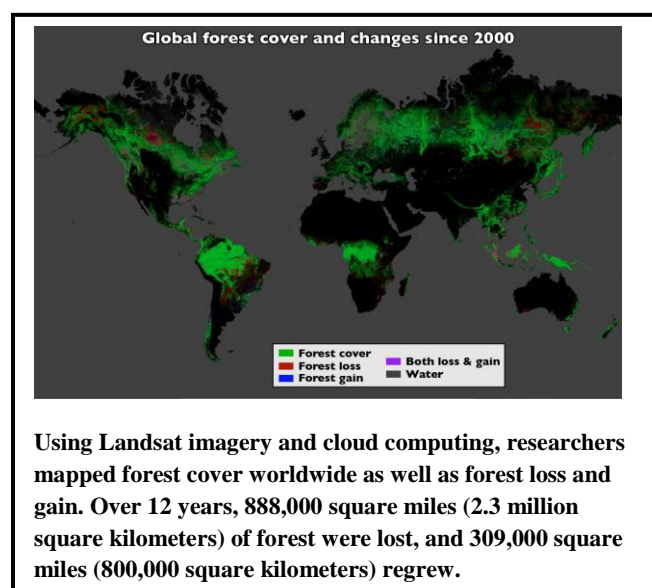 Global forest cover and changes since 2000
Forest cover
Forest loss
Forest gain
Both loss & gain
Water
Using Landsat imagery and cloud computing, researchers
mapped forest cover worldwide as well as forest loss and
gain. Over 12 years, 888,000 square miles (2.3 million
square kilometers) of forest were lost, and 309,000 square
miles (800,000 square kilometers) regrew.